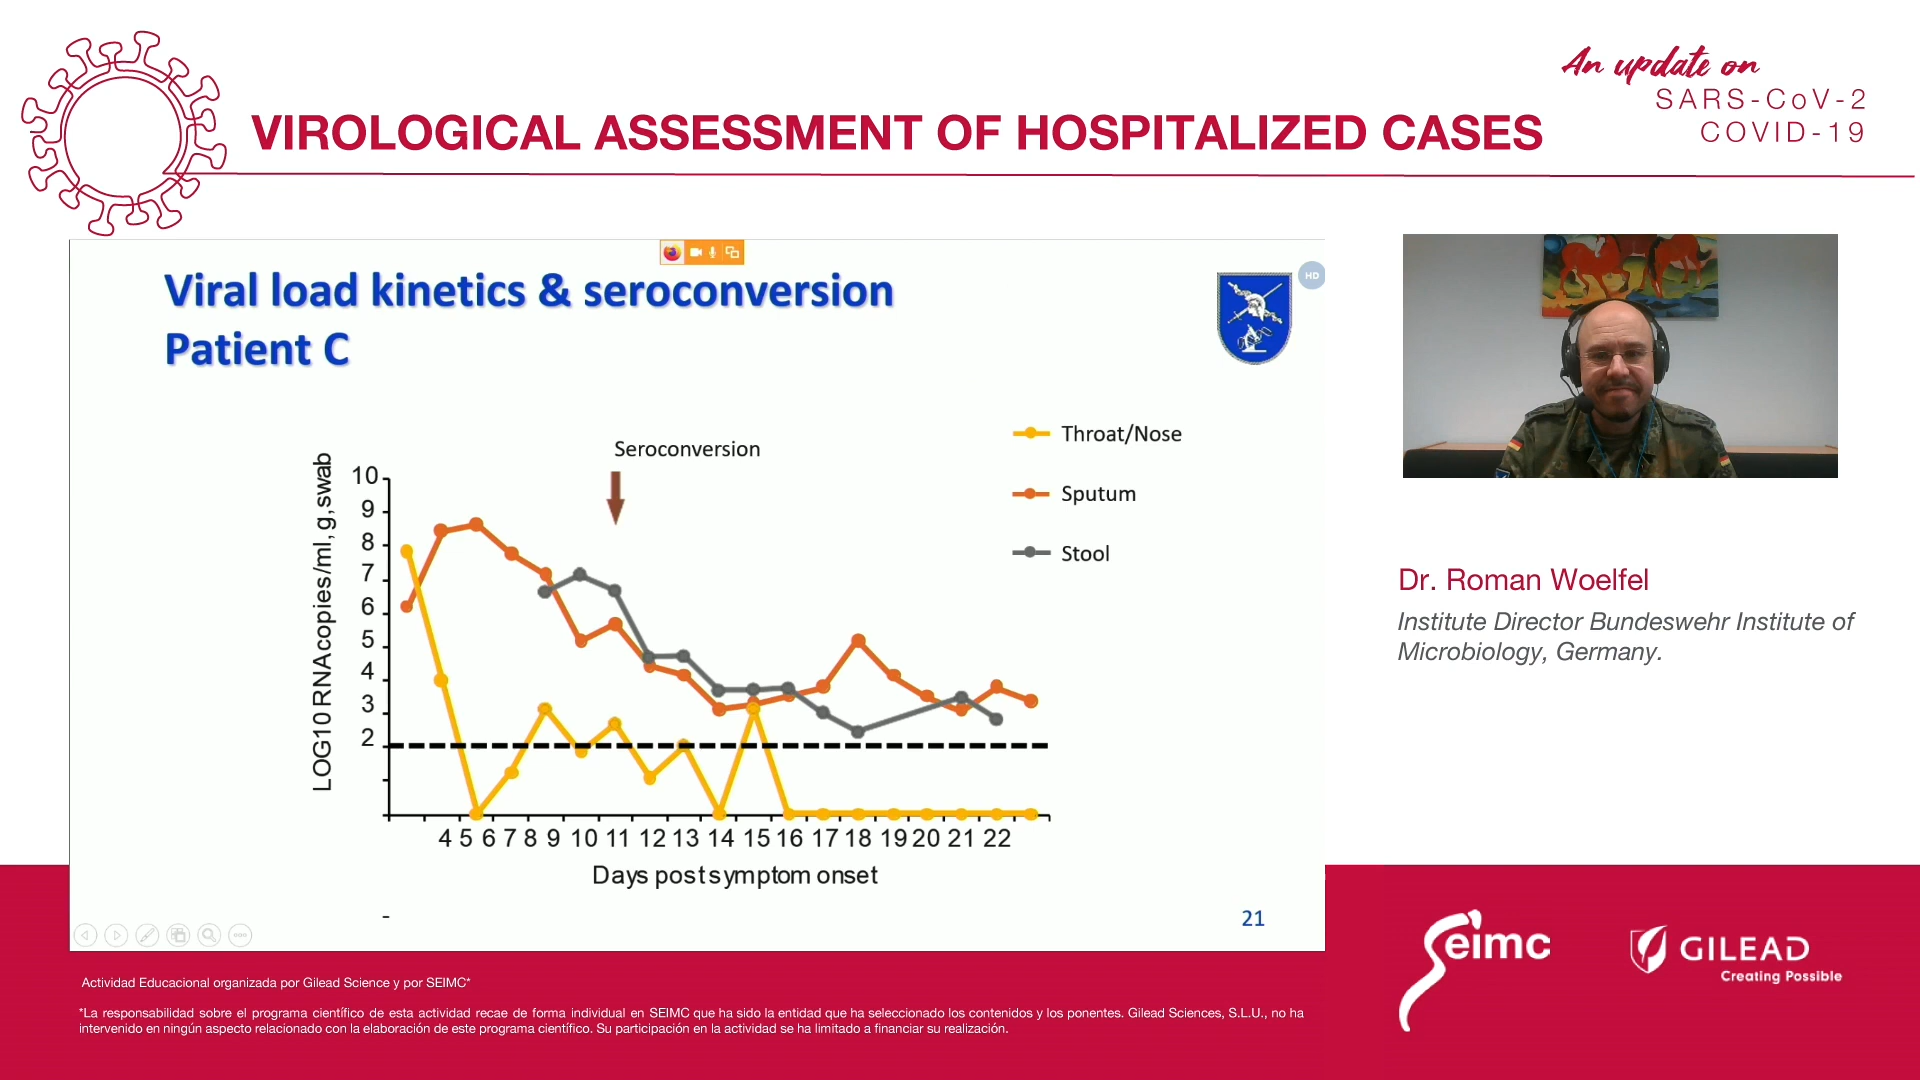 An update on
SARS-CoV-2
COVID-19
VIROLOGICAL ASSESSMENT OF HOSPITALIZED CASES
HD
Viral load kinetics & seroconversion
Patient C
Seroconversion
Throat/Nose
Sputum
Stool
LOG10 RNAcopies/ml, g,swab
10
9
8
7
6
5
4
3
2
4 5 6 7 8 9 10 11 12 13 14 15 16 17 18 19 20 21 22
Days post symptom onset
-
21
Dr. Roman Woelfel
Institute Director Bundeswehr Institute of
Microbiology, Germany.
Seimc
GILEAD
Creating Possible
Actividad Educacional organizada por Gilead Science y por SEIMC*
*La responsabilidad sobre el programa científico de esta actividad recae de forma individual en SEIMC que ha sido la entidad que ha seleccionado los contenidos y los ponentes. Gilead Sciences, S.L.U., no ha
intervenido en ningún aspecto relacionado con la elaboración de este programa científico. Su participación en la actividad se ha limitado a financiar su realización.